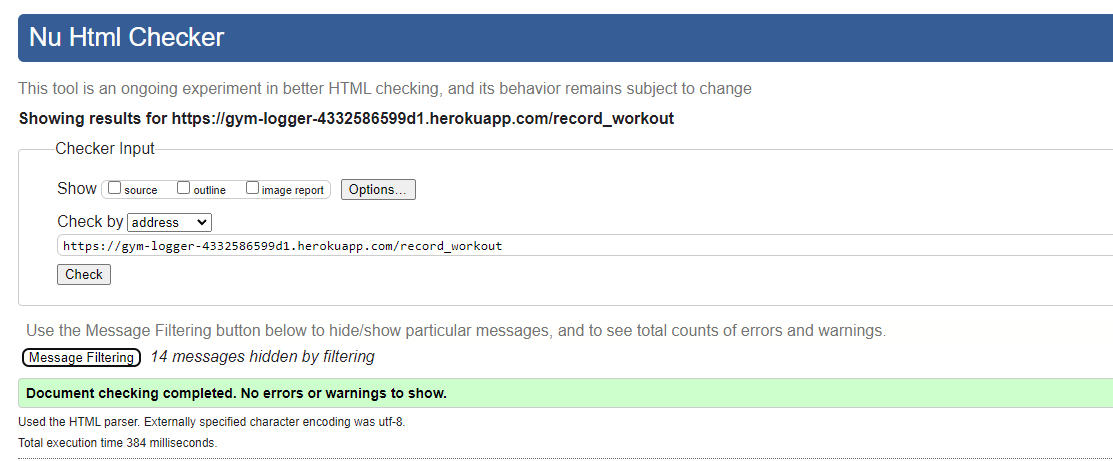 Nu Html Checker
This tool is an ongoing experiment in better HTML checking, and its behavior remains subject to change
Showing results for https://gym-logger-4332586599d1.herokuapp.com/record_workout
Checker Input
Show source outline image report Options...
Check by address
https://gym-logger-4332586599d1.herokuapp.com/record_workout
Check
Use the Message Filtering button below to hide/show particular messages, and to see total counts of errors and warnings.
Message Filtering 14 messages hidden by filtering
Document checking completed. No errors or warnings to show.
Used the HTML parser. Externally specified character encoding was utf-8.
Total execution time 384 milliseconds.